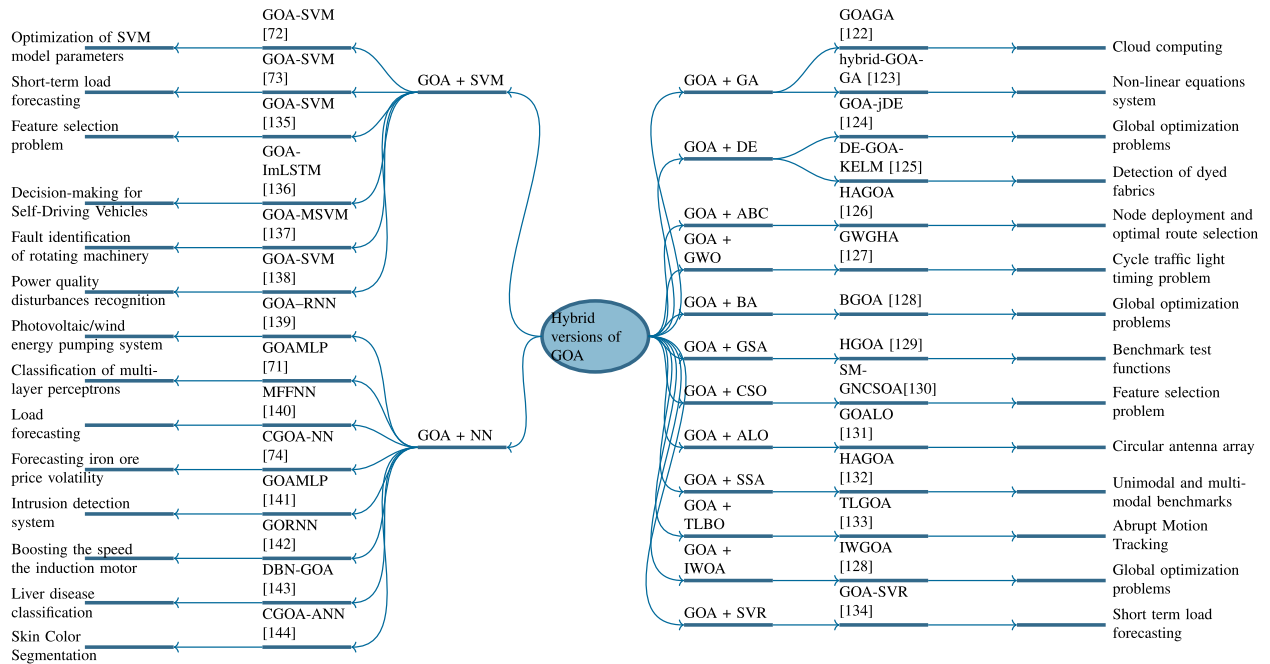 Hybrid
versions of
GOA
GOA + SVM
GOA-SVM
[72]
Optimization of SVM
model parameters
GOA-SVM
[73]
Short-term load
forecasting
GOA-SVM
[135]
Feature selection
problem
GOA-
ImLSTM
[136]
Decision-making for
Self-Driving Vehicles
GOA-MSVM
[137]
Fault identification
of rotating machinery
GOA-SVM
[138]
Power quality
disturbances recognition
GOA + NN
GOA–RNN
[139]
Photovoltaic/wind
energy pumping system
GOAMLP
[71]
Classification of multi-
layer perceptrons
MFFNN
[140]
Load
forecasting
CGOA-NN
[74]
Forecasting iron ore
price volatility
GOAMLP
[141]
Intrusion detection
system
GORNN
[142]
Boosting the speed
the induction motor
DBN-GOA
[143]
Liver disease
classification
CGOA-ANN
[144]
Skin Color
Segmentation
GOA + GA
GOAGA
[122]
Cloud computing
hybrid-GOA-
GA [123]
Non-linear equations
system
GOA + DE
GOA-jDE
[124]
Global optimization
problems
DE-GOA-
KELM [125]
Detection of dyed
fabrics
GOA + ABC
HAGOA
[126]
Node deployment and
optimal route selection
GOA +
GWO
GWGHA
[127]
Cycle traffic light
timing problem
GOA + BA
BGOA [128]
Global optimization
problems
GOA + GSA
HGOA [129]
Benchmark test
functions
GOA + CSO
SM-
GNCSOA[130]
Feature selection
problem
GOA + ALO
GOALO
[131]
Circular antenna array
GOA + SSA
HAGOA
[132]
Unimodal and multi-
modal benchmarks
GOA +
TLBO
TLGOA
[133]
Abrupt Motion
Tracking
GOA +
IWOA
IWGOA
[128]
Global optimization
problems
GOA + SVR
GOA-SVR
[134]
Short term load
forecasting